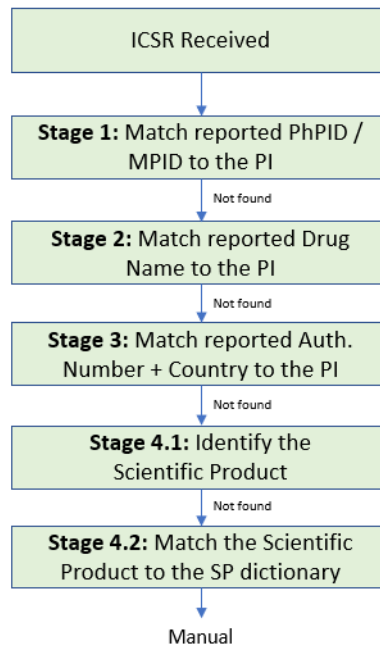 ICSR Received
Stage 1: Match reported PhPID /
MPID to the PI
Not found
Stage 2: Match reported Drug
Name to the PI
Not found
Stage 3: Match reported Auth.
Number + Country to the PI
Not found
Stage 4.1: Identify the
Scientific Product
Not found
Stage 4.2: Match the Scientific
Product to the SP dictionary
Manual